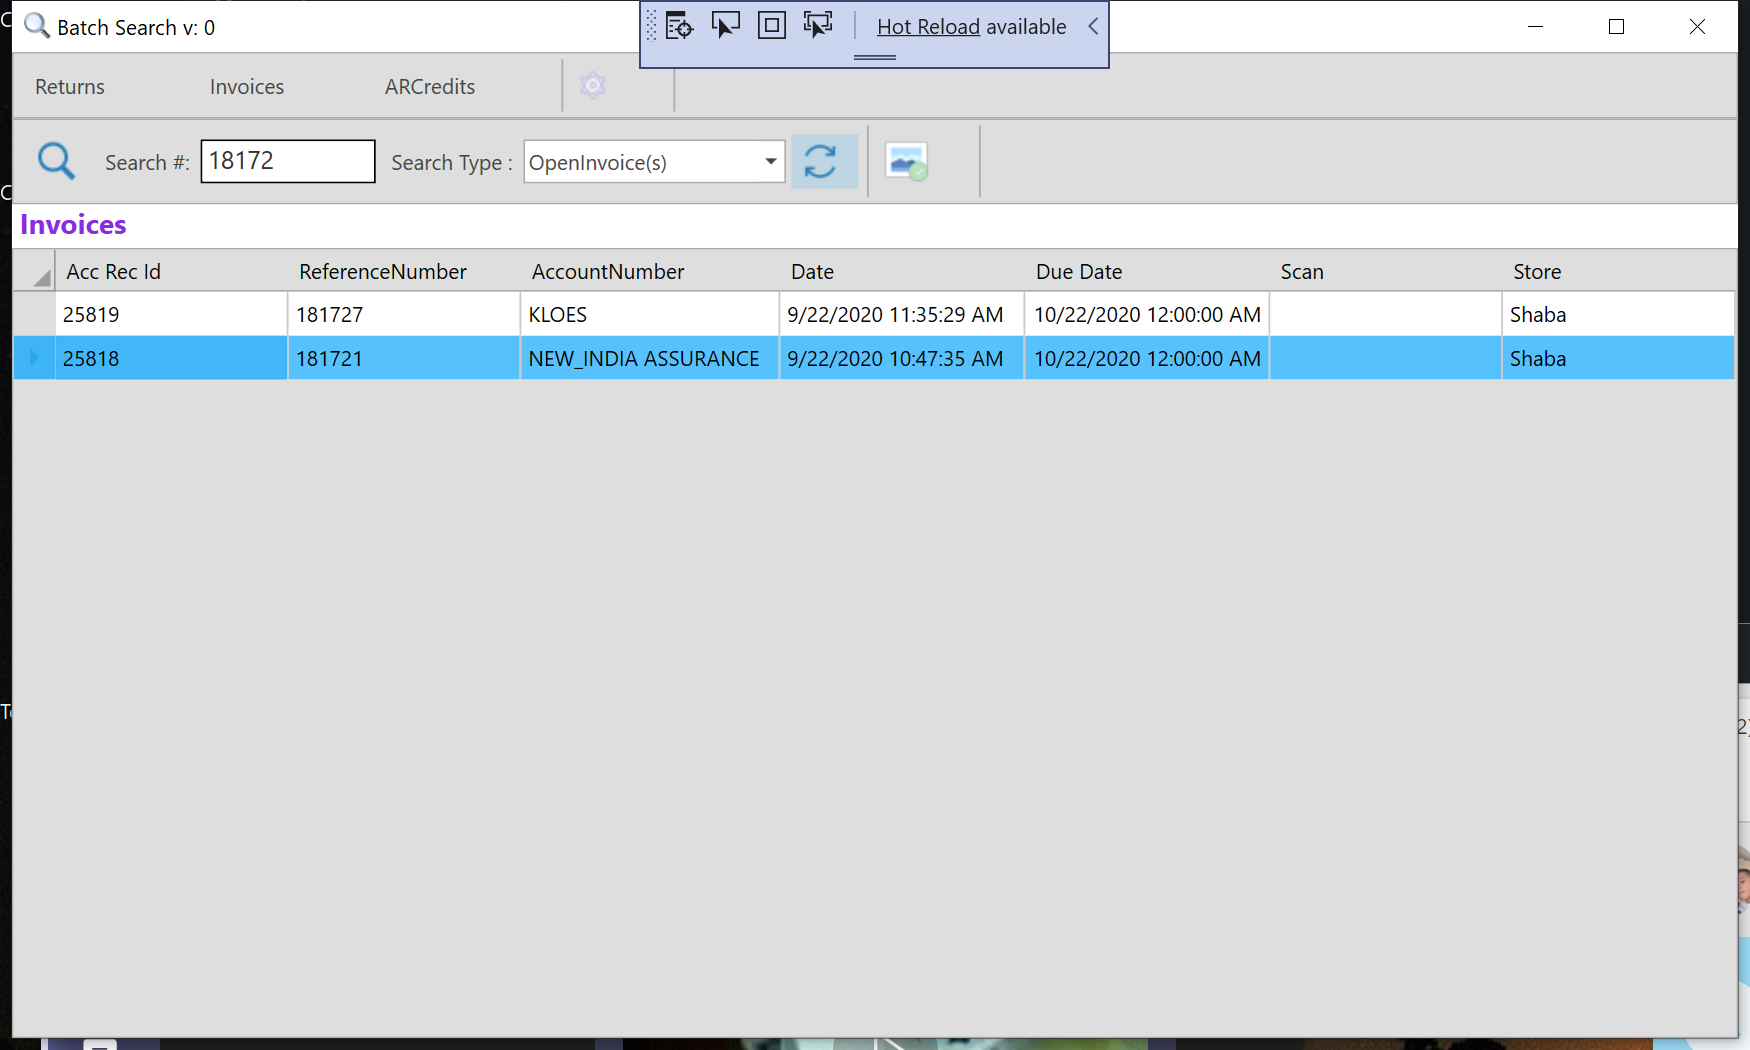 Batch Search v: 0
Hot Reload available
Returns Invoices ARCredits
Search #: 18172 Search Type : OpenInvoice(s)
Invoices
Acc Rec Id ReferenceNumber AccountNumber Date Due Date Scan Store
25819 181727 KLOES 9/22/2020 11:35:29 AM 10/22/2020 12:00:00 AM Shaba
25818 181721 NEW_INDIA ASSURANCE 9/22/2020 10:47:35 AM 10/22/2020 12:00:00 AM Shaba